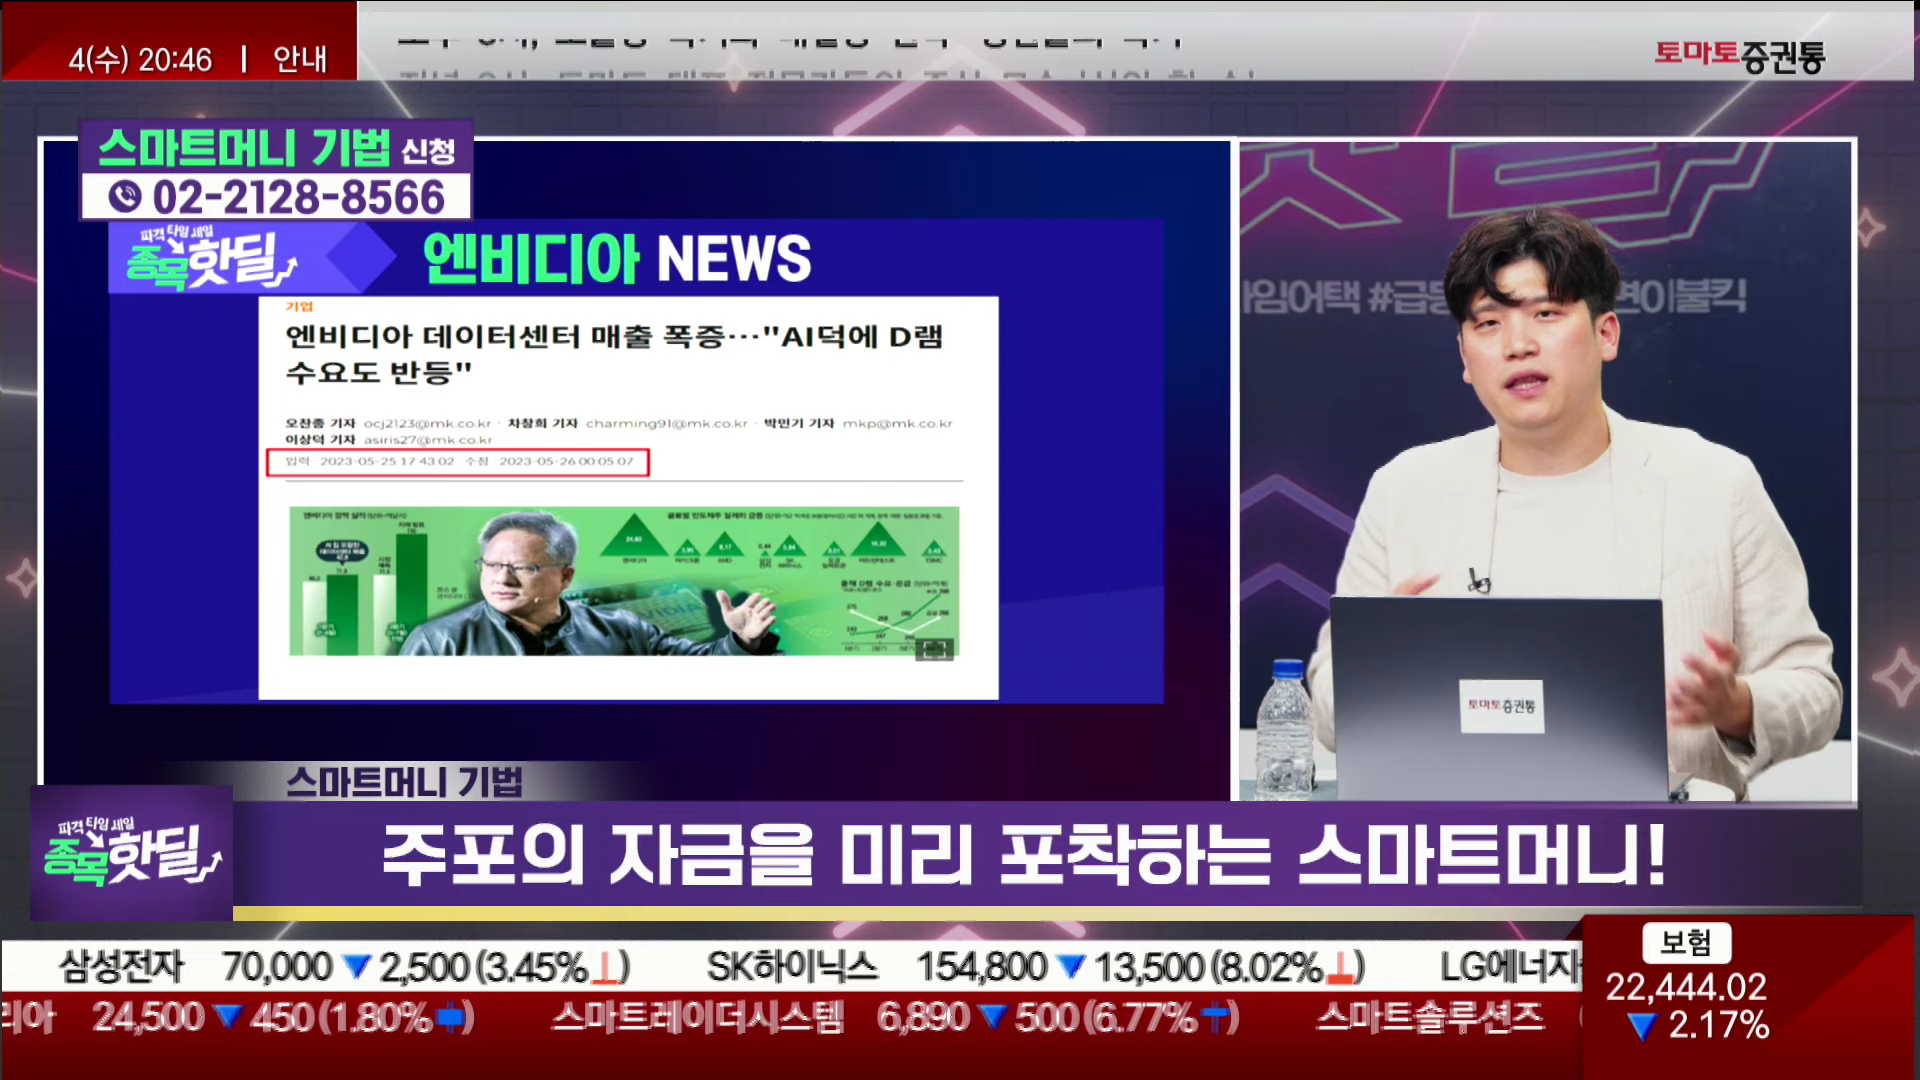 4(수) 20:46 | 안내
토마토증권통
스마트머니 기법 신청
02-2128-8566
파격 타임 세일
종목핫딜
엔비디아 NEWS
기업
엔비디아 데이터센터 매출 폭증…"AI덕에 D램
수요도 반등"
오찬종 기자 ocj2123@mk.co.kr · 차창희 기자 charming91@mk.co.kr · 박민기 기자 mkp@mk.co.kr
이상덕 기자 asiris27@mk.co.kr
입력 2023-05-25 17:43:02 수정 2023-05-26 00:05:07
토마토증권통
스마트머니 기법
파격 타임 세일
종목핫딜
주포의 자금을 미리 포착하는 스마트머니!
삼성전자 70,000 ▼ 2,500 (3.45%) SK하이닉스 154,800 ▼ 13,500 (8.02%) LG에너지
리아 24,500 ▼ 450 (1.80%) 스마트레이더시스템 6,890 ▼ 500 (6.77%) 스마트솔루션즈
보험
22,444.02
▼ 2.17%